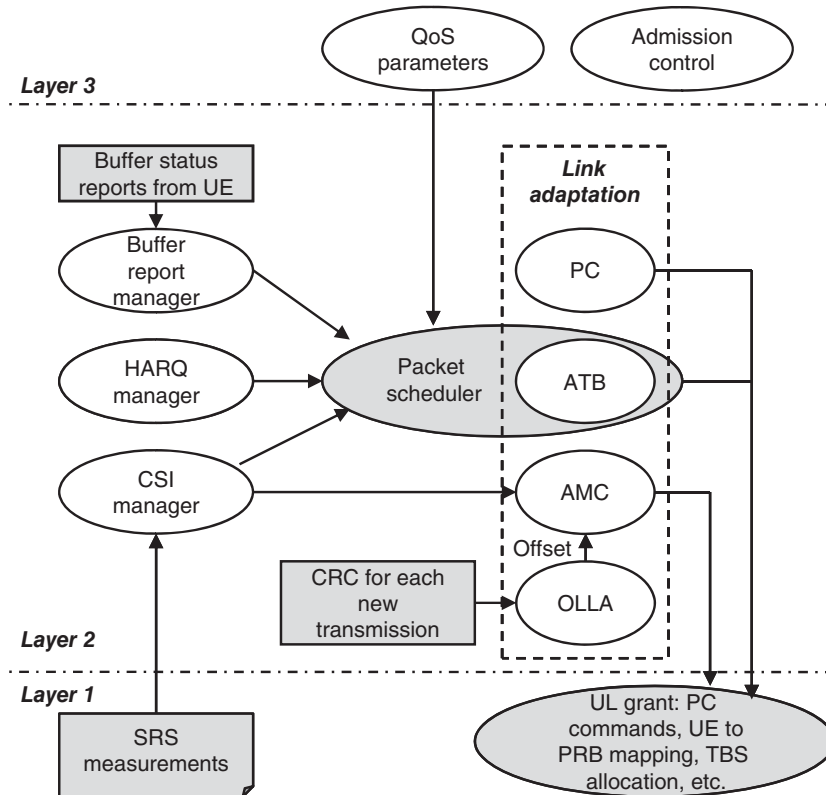 QoS
parameters
Admission
control
Layer 3
Buffer status
reports from UE
Link
adaptation
Buffer
report
manager
PC
HARQ
manager
Packet
scheduler
ATB
CSI
manager
AMC
Offset
CRC for each
new
transmission
OLLA
Layer 2
Layer 1
SRS
measurements
UL grant: PC
commands, UE to
PRB mapping, TBS
allocation, etc.